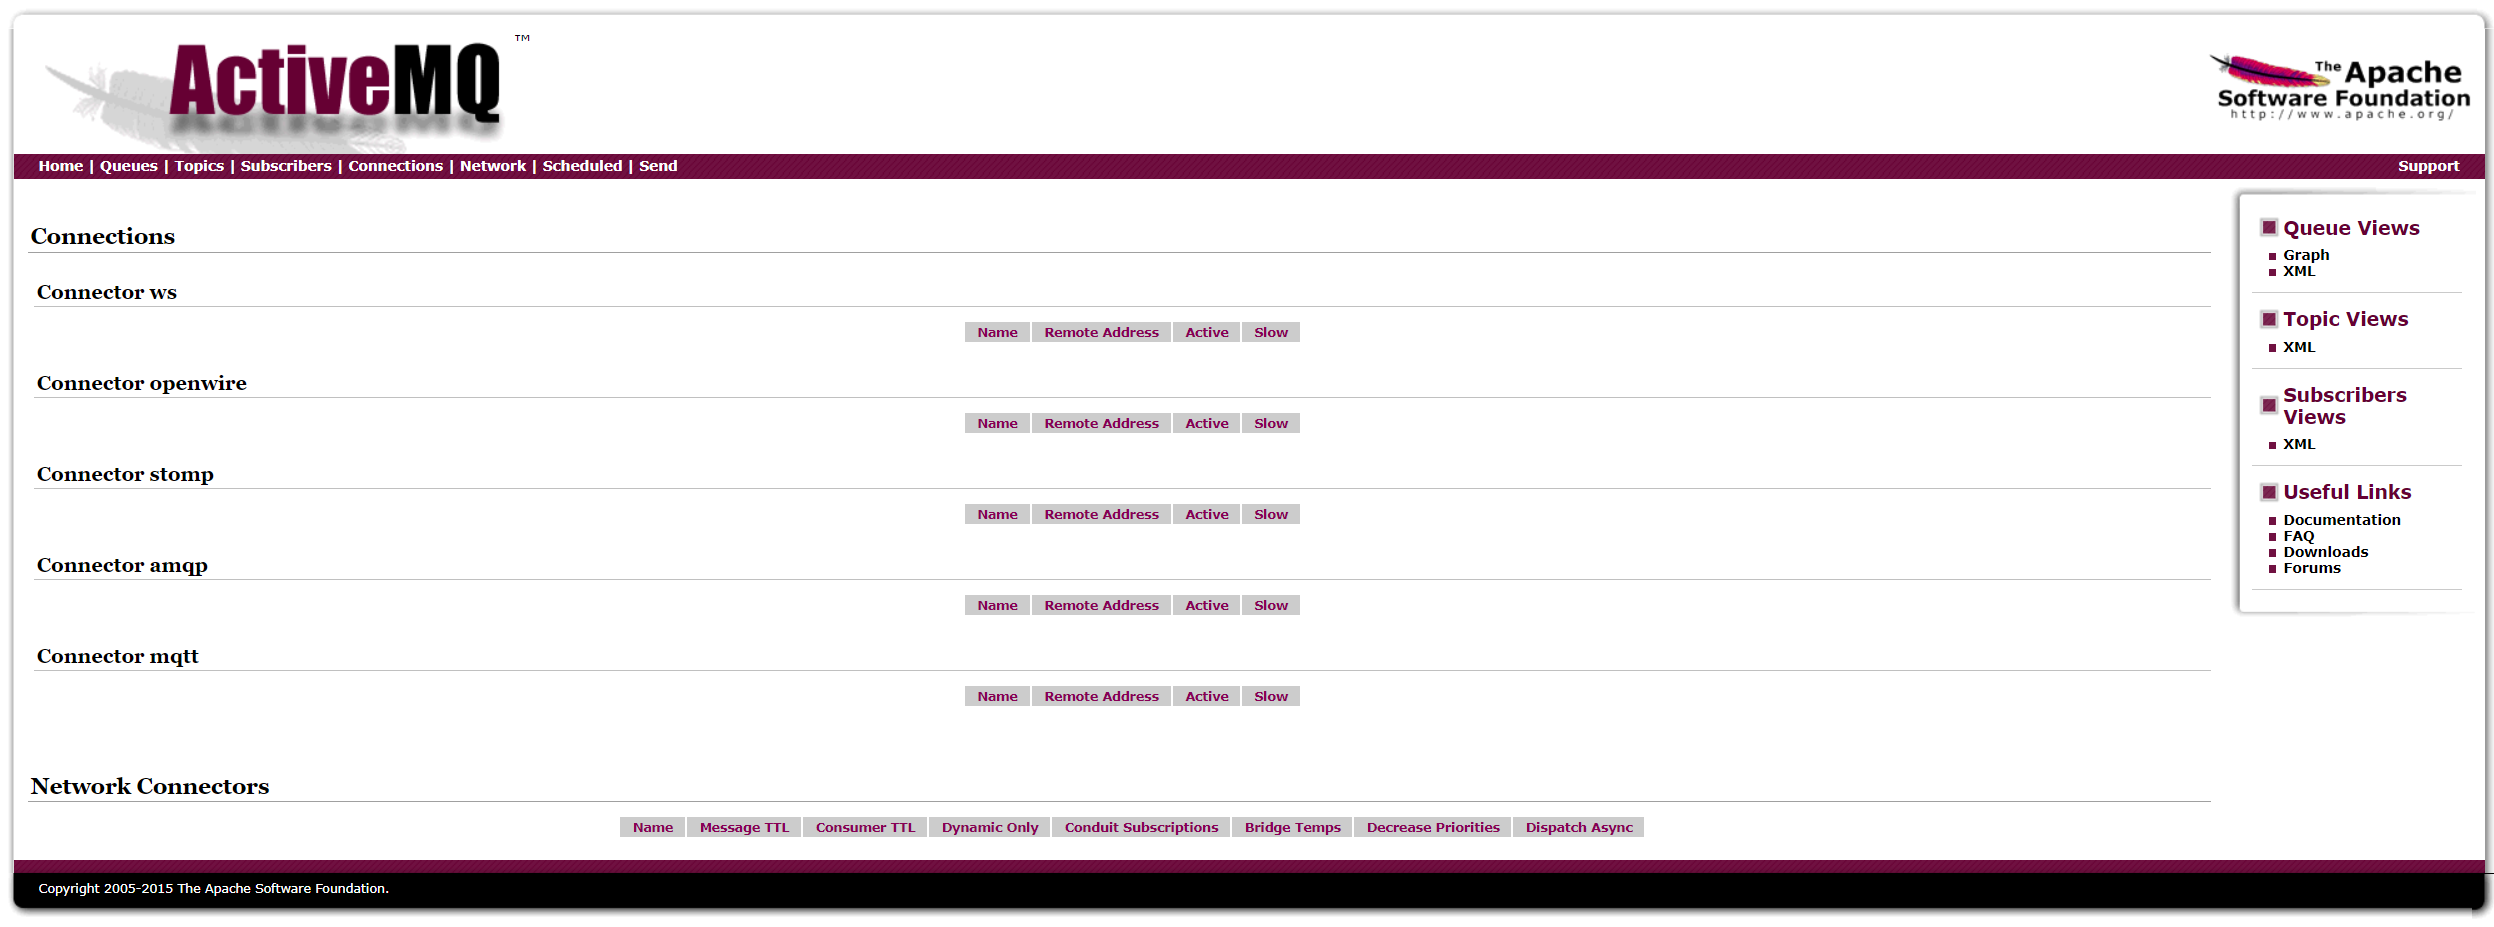 ActiveMQ ™
The Apache
Software Foundation
http://www.apache.org/
Home | Queues | Topics | Subscribers | Connections | Network | Scheduled | Send
Support
Connections
Connector ws
Name Remote Address Active Slow
Connector openwire
Name Remote Address Active Slow
Connector stomp
Name Remote Address Active Slow
Connector amqp
Name Remote Address Active Slow
Connector mqtt
Name Remote Address Active Slow
Network Connectors
Name Message TTL Consumer TTL Dynamic Only Conduit Subscriptions Bridge Temps Decrease Priorities Dispatch Async
Queue Views
Graph
XML
Topic Views
XML
Subscribers
Views
XML
Useful Links
Documentation
FAQ
Downloads
Forums
Copyright 2005-2015 The Apache Software Foundation.